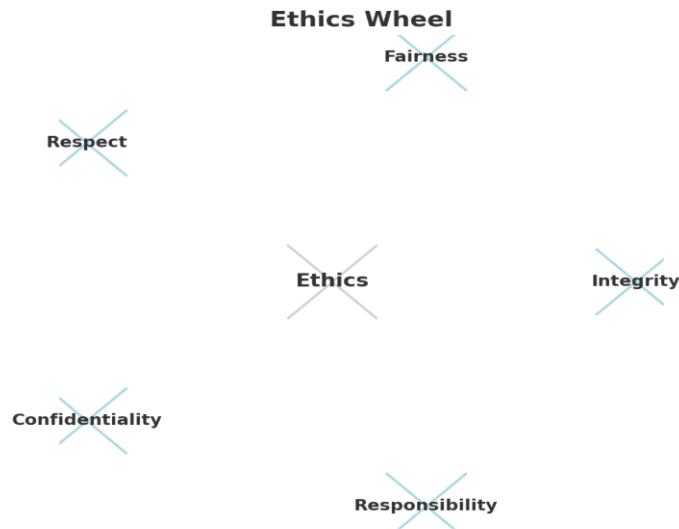 Ethics Wheel
Fairness
Respect
Ethics
Integrity
Confidentiality
Responsibility